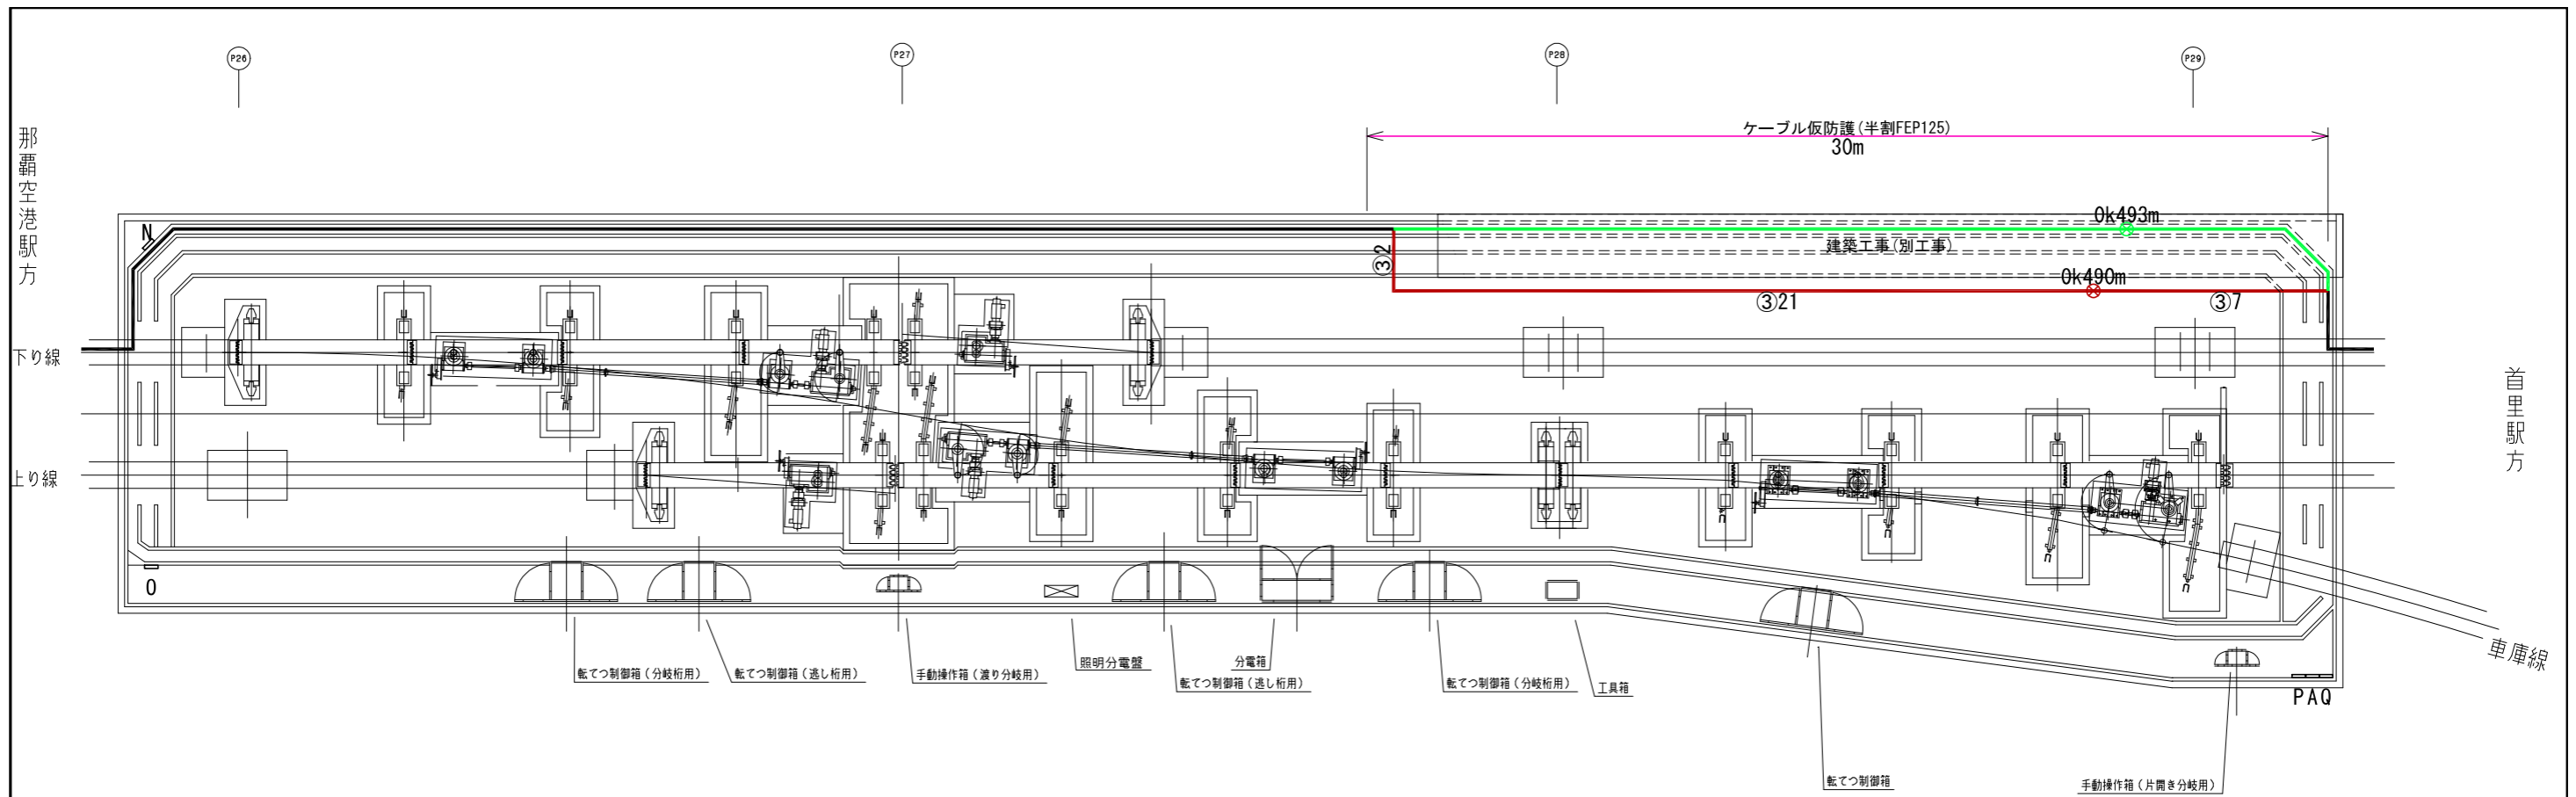 P26
P27
P28
P29
那覇空港駅方
ケーブル仮防護(半割FEP125)
30m
N
0k493m
建築工事(別工事)
③2
0k490m
③21
③7
下り線
上り線
首里駅方
O
転てつ制御箱(分岐桁用)
転てつ制御箱(逃し桁用)
手動操作箱(渡り分岐用)
照明分電盤
転てつ制御箱(逃し桁用)
分電箱
転てつ制御箱(分岐桁用)
工具箱
転てつ制御箱
手動操作箱(片開き分岐用)
PAQ
車庫線